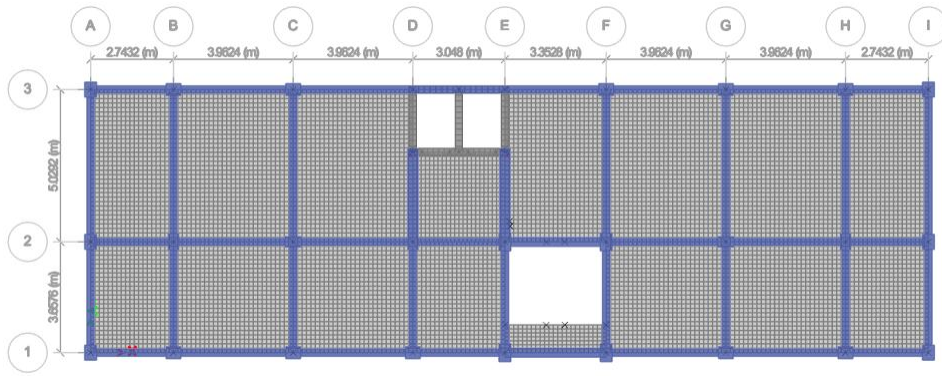 A B C D E F G H I
2.7432 (m) 3.9624 (m) 3.9624 (m) 3.048 (m) 3.3528 (m) 3.9624 (m) 3.9624 (m) 2.7432 (m)
3
5.0292 (m)
2
3.6576 (m)
1